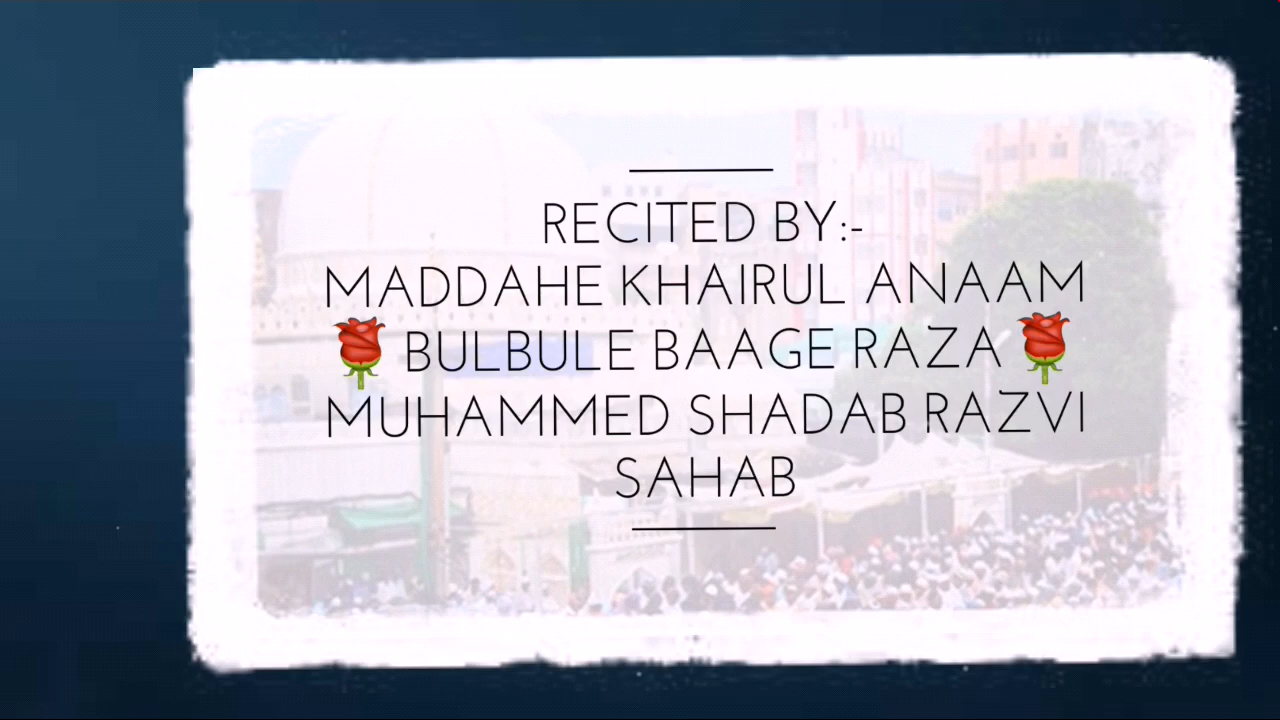 RECITED BY:-
MADDAHE KHAIRUL ANAAM
🌹 BULBULE BAAGE RAZA 🌹
MUHAMMED SHADAB RAZVI
SAHAB